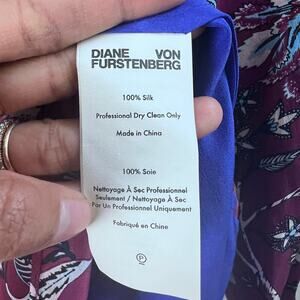 DIANE VON
FURSTENBERG
100% Silk
Professional Dry Clean Only
Made in China
100% Soie
Nettoyage À Sec Professionnel
Seulement / Nettoyage À Sec
Par Un Professionel Uniquement
Fabriqué en Chine
P